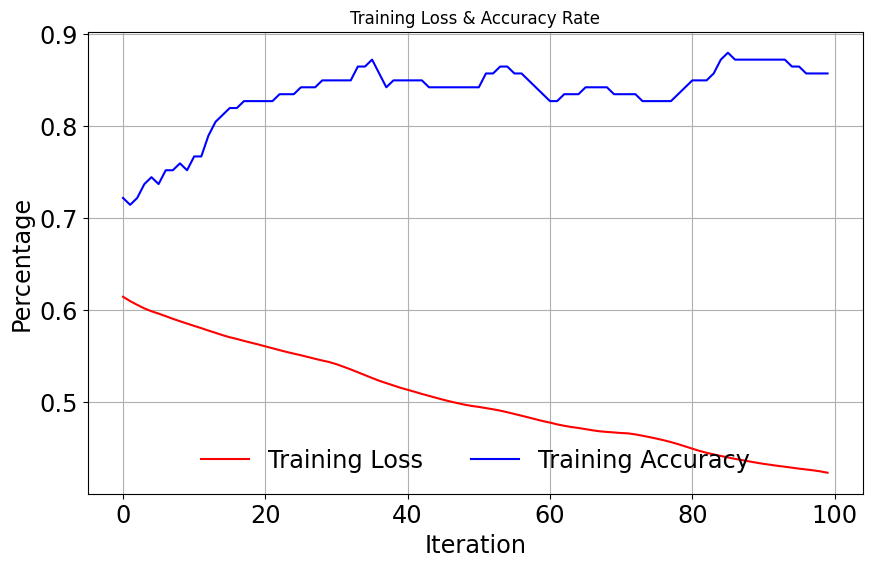 Training Loss & Accuracy Rate
0.9
0.8
0.7
0.6
0.5
Percentage
Training Loss Training Accuracy
0 20 40 60 80 100
Iteration